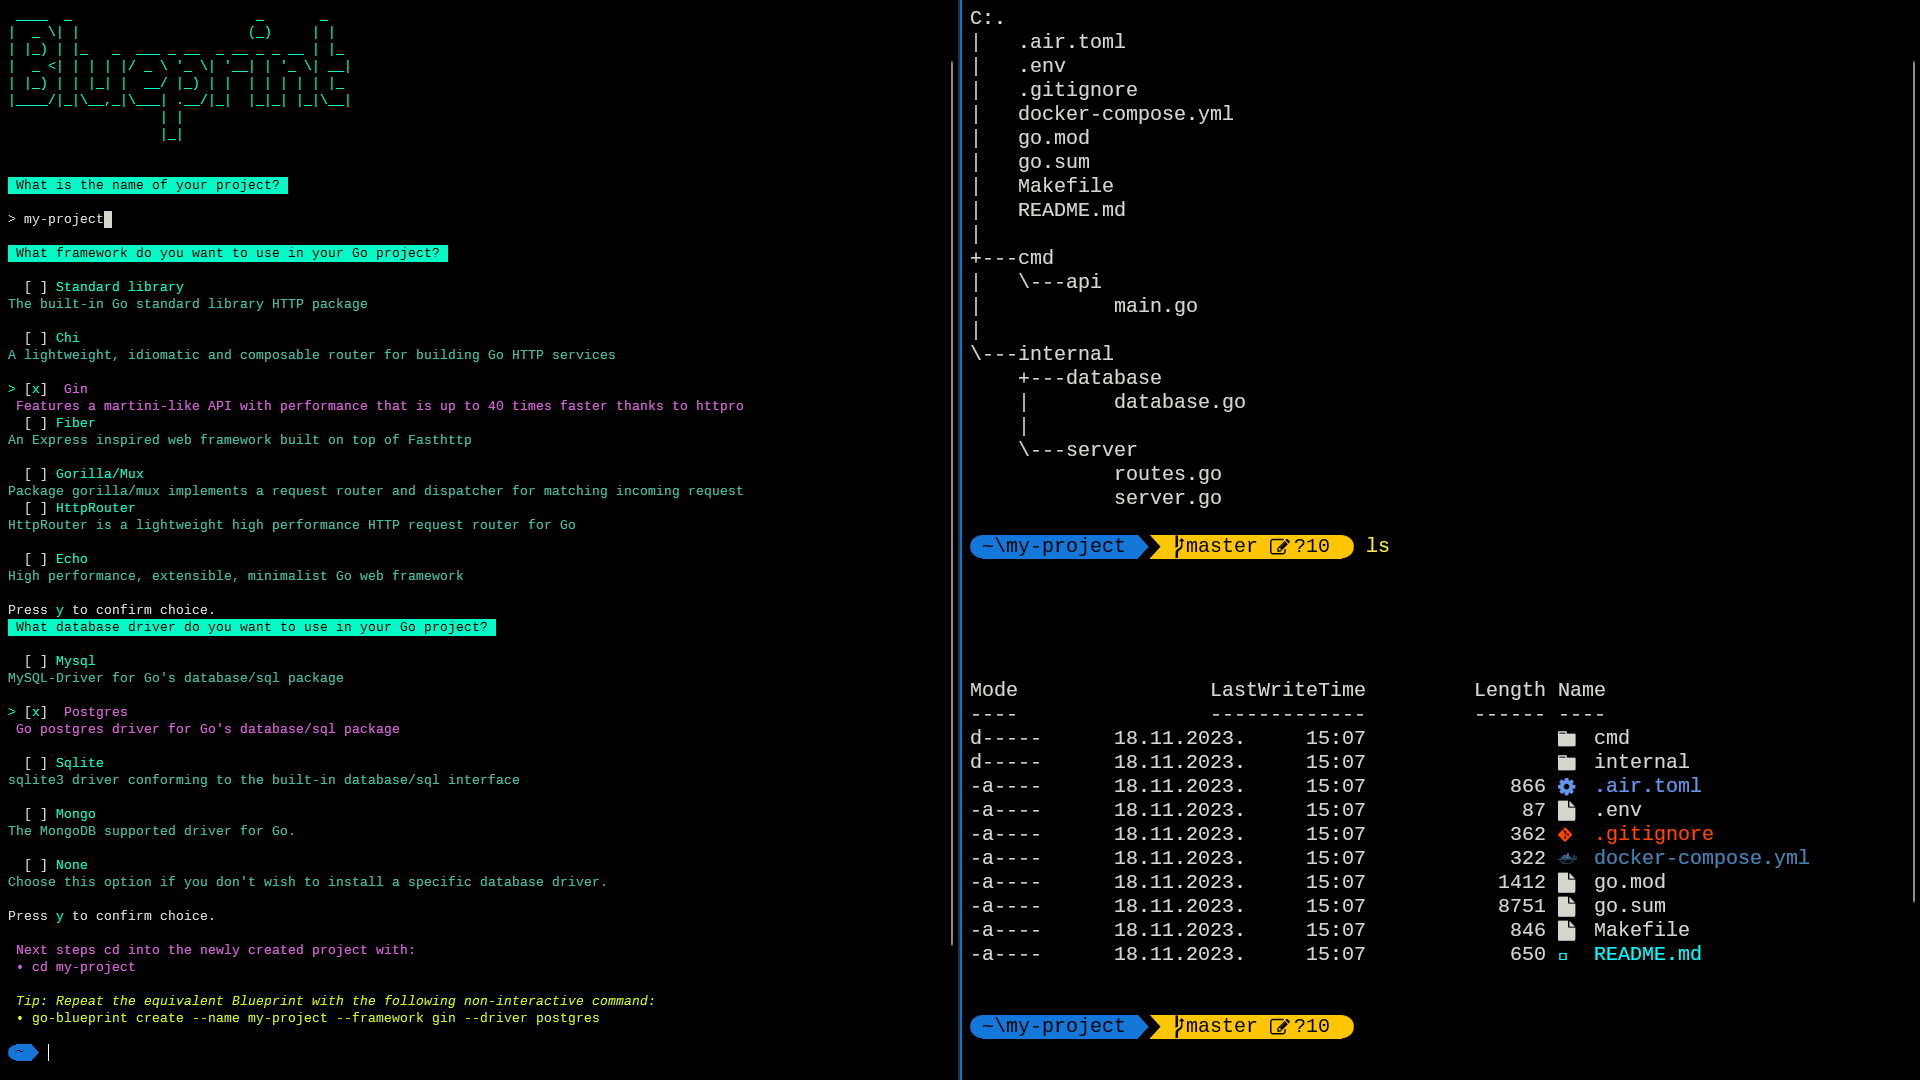 ____  _                       _       _
|  _ \| |                     (_)     | |
| |_) | |_   _  ___ _ __  _ __ _ _ __ | |_
|  _ <| | | | |/ _ \ '_ \| '__| | '_ \| __|
| |_) | | |_| |  __/ |_) | |  | | | | | |_
|____/|_|\__,_|\___| .__/|_|  |_|_| |_|\__|
                   | |
                   |_|
What is the name of your project?
> my-project
What framework do you want to use in your Go project?
[ ] Standard library
The built-in Go standard library HTTP package
[ ] Chi
A lightweight, idiomatic and composable router for building Go HTTP services
> [x]  Gin
Features a martini-like API with performance that is up to 40 times faster thanks to httpro
[ ] Fiber
An Express inspired web framework built on top of Fasthttp
[ ] Gorilla/Mux
Package gorilla/mux implements a request router and dispatcher for matching incoming request
[ ] HttpRouter
HttpRouter is a lightweight high performance HTTP request router for Go
[ ] Echo
High performance, extensible, minimalist Go web framework
Press y to confirm choice.
What database driver do you want to use in your Go project?
[ ] Mysql
MySQL-Driver for Go's database/sql package
> [x]  Postgres
Go postgres driver for Go's database/sql package
[ ] Sqlite
sqlite3 driver conforming to the built-in database/sql interface
[ ] Mongo
The MongoDB supported driver for Go.
[ ] None
Choose this option if you don't wish to install a specific database driver.
Press y to confirm choice.
Next steps cd into the newly created project with:
• cd my-project
Tip: Repeat the equivalent Blueprint with the following non-interactive command:
• go-blueprint create --name my-project --framework gin --driver postgres
~
C:.
|   .air.toml
|   .env
|   .gitignore
|   docker-compose.yml
|   go.mod
|   go.sum
|   Makefile
|   README.md
|
+---cmd
|   \---api
|           main.go
|
\---internal
    +---database
    |       database.go
    |
    \---server
            routes.go
            server.go
~\my-project master ?10 ls
Mode                LastWriteTime         Length Name
----                -------------         ------ ----
d-----      18.11.2023.     15:07                cmd
d-----      18.11.2023.     15:07                internal
-a----      18.11.2023.     15:07            866 .air.toml
-a----      18.11.2023.     15:07             87 .env
-a----      18.11.2023.     15:07            362 .gitignore
-a----      18.11.2023.     15:07            322 docker-compose.yml
-a----      18.11.2023.     15:07           1412 go.mod
-a----      18.11.2023.     15:07           8751 go.sum
-a----      18.11.2023.     15:07            846 Makefile
-a----      18.11.2023.     15:07            650 README.md
~\my-project master ?10